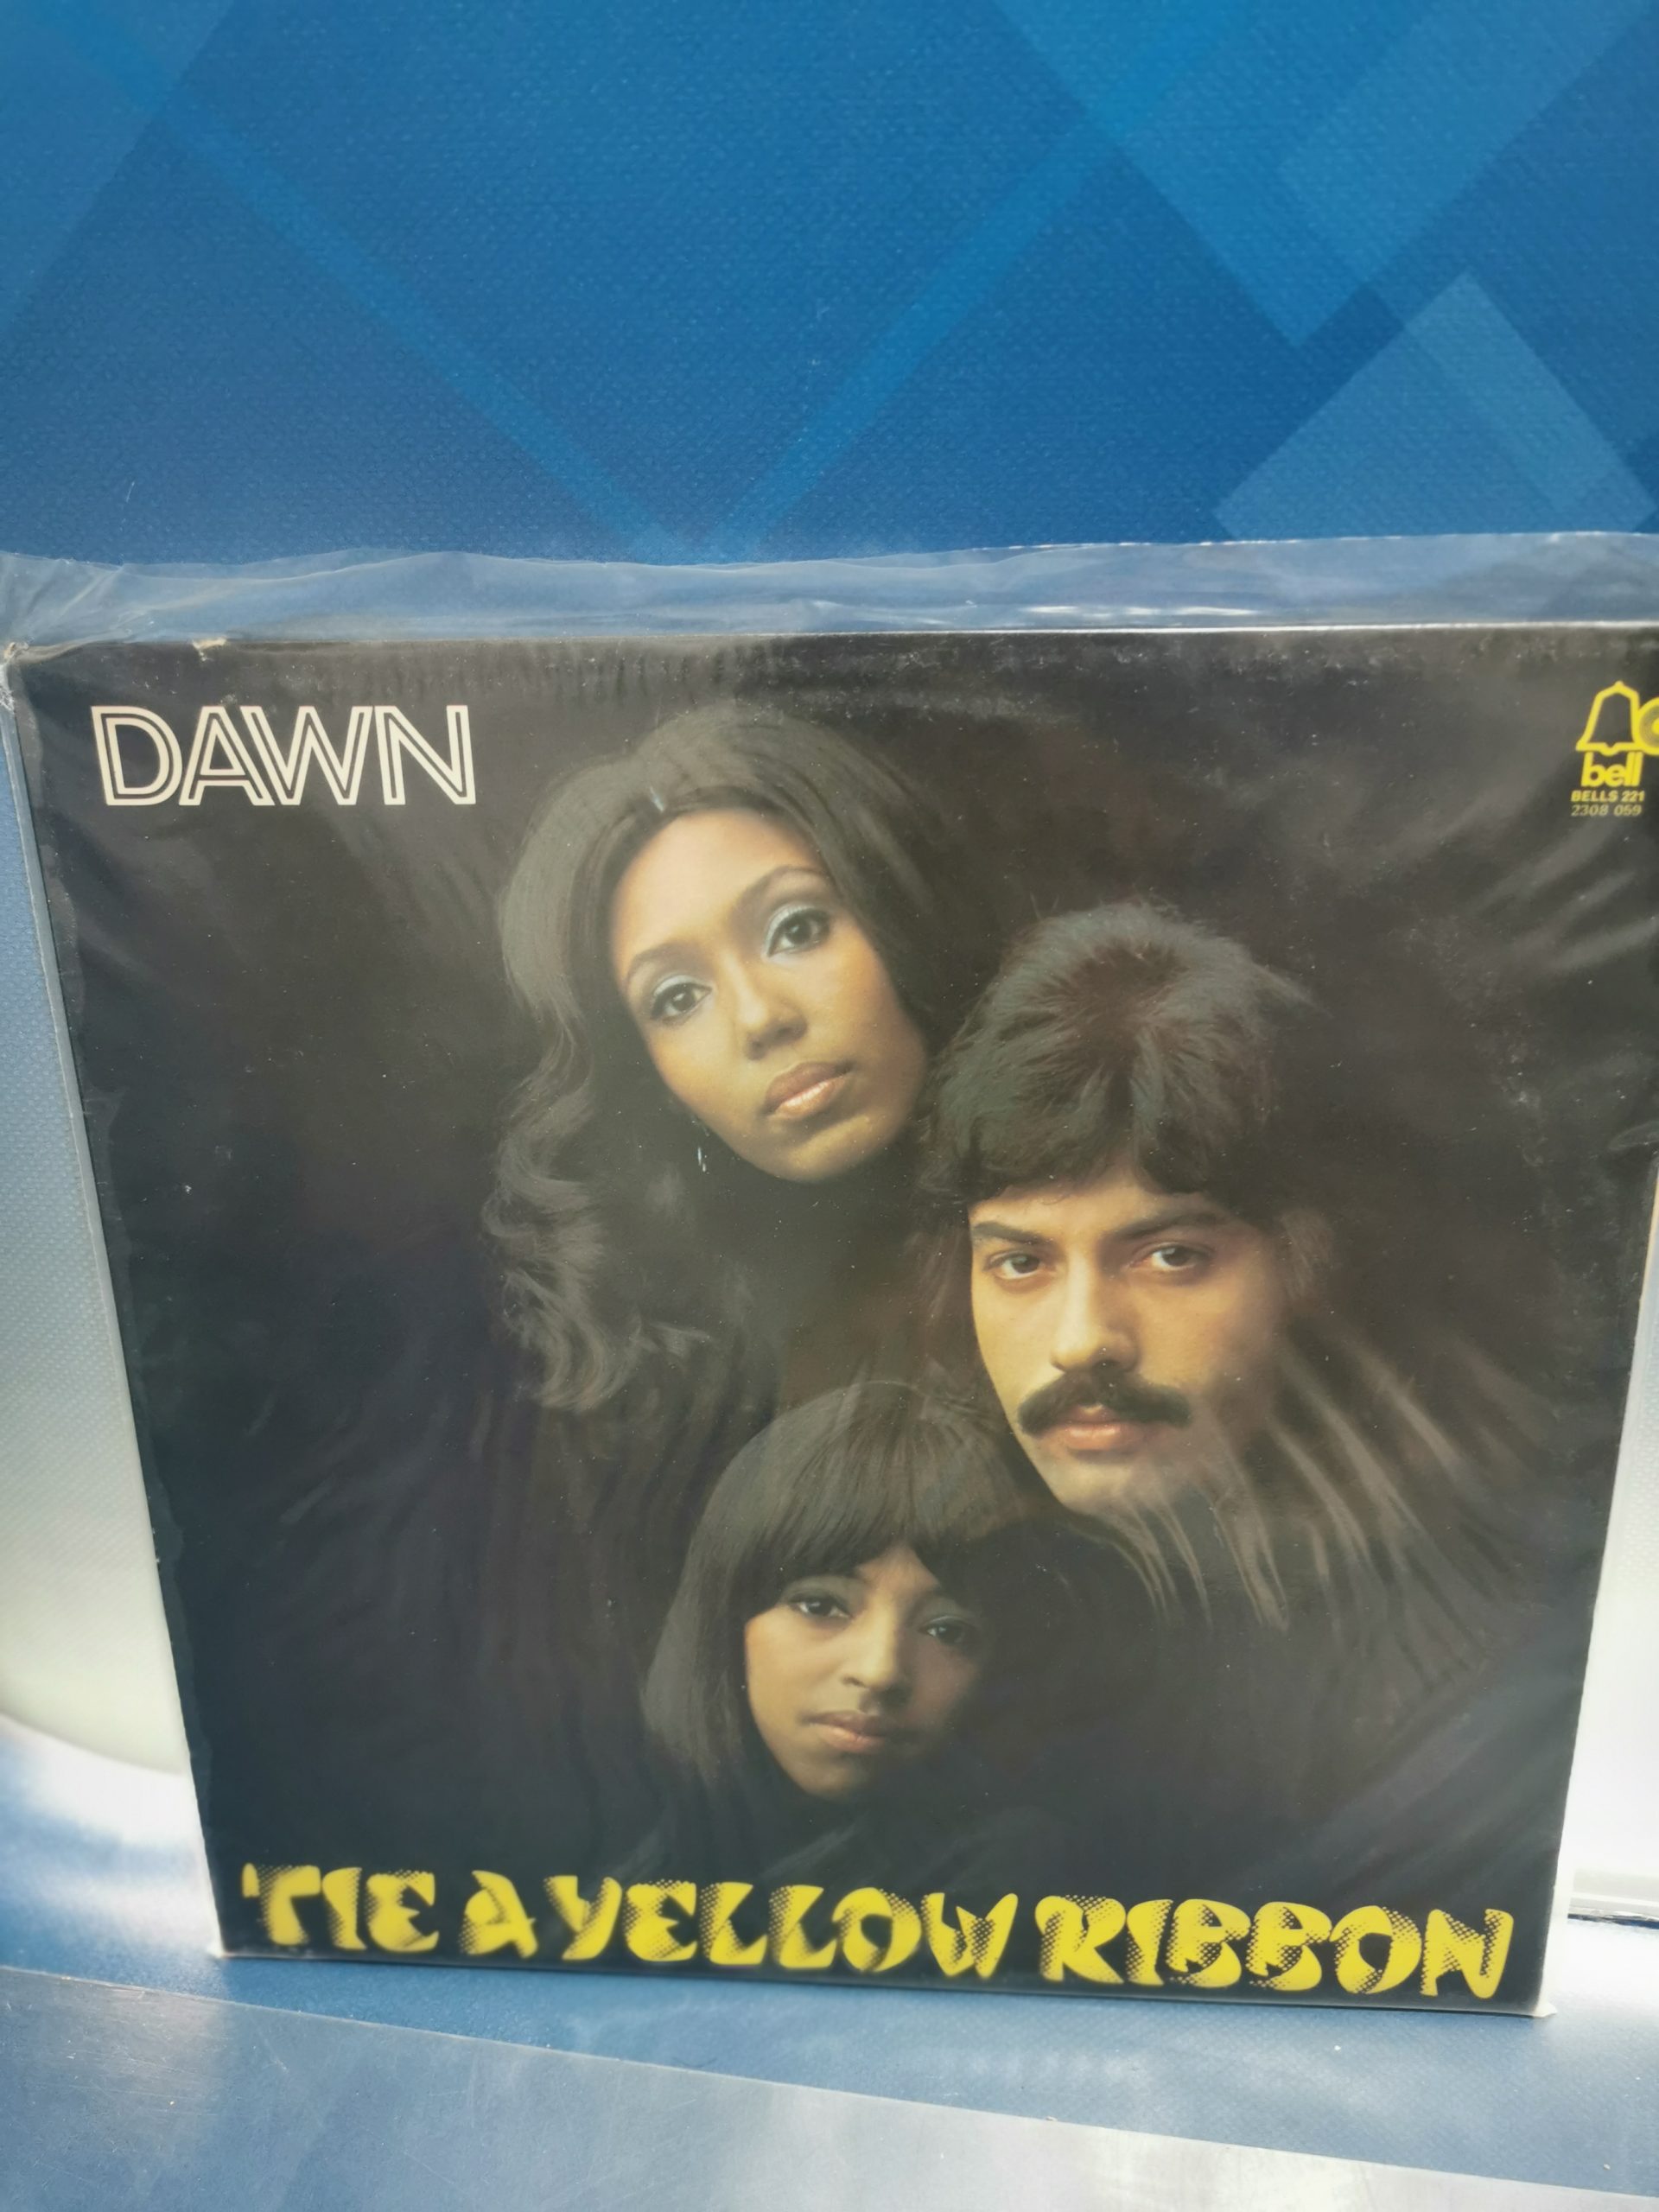 DAWN
bell
BELLS 221
2308 059
TIE A YELLOW RIBBON